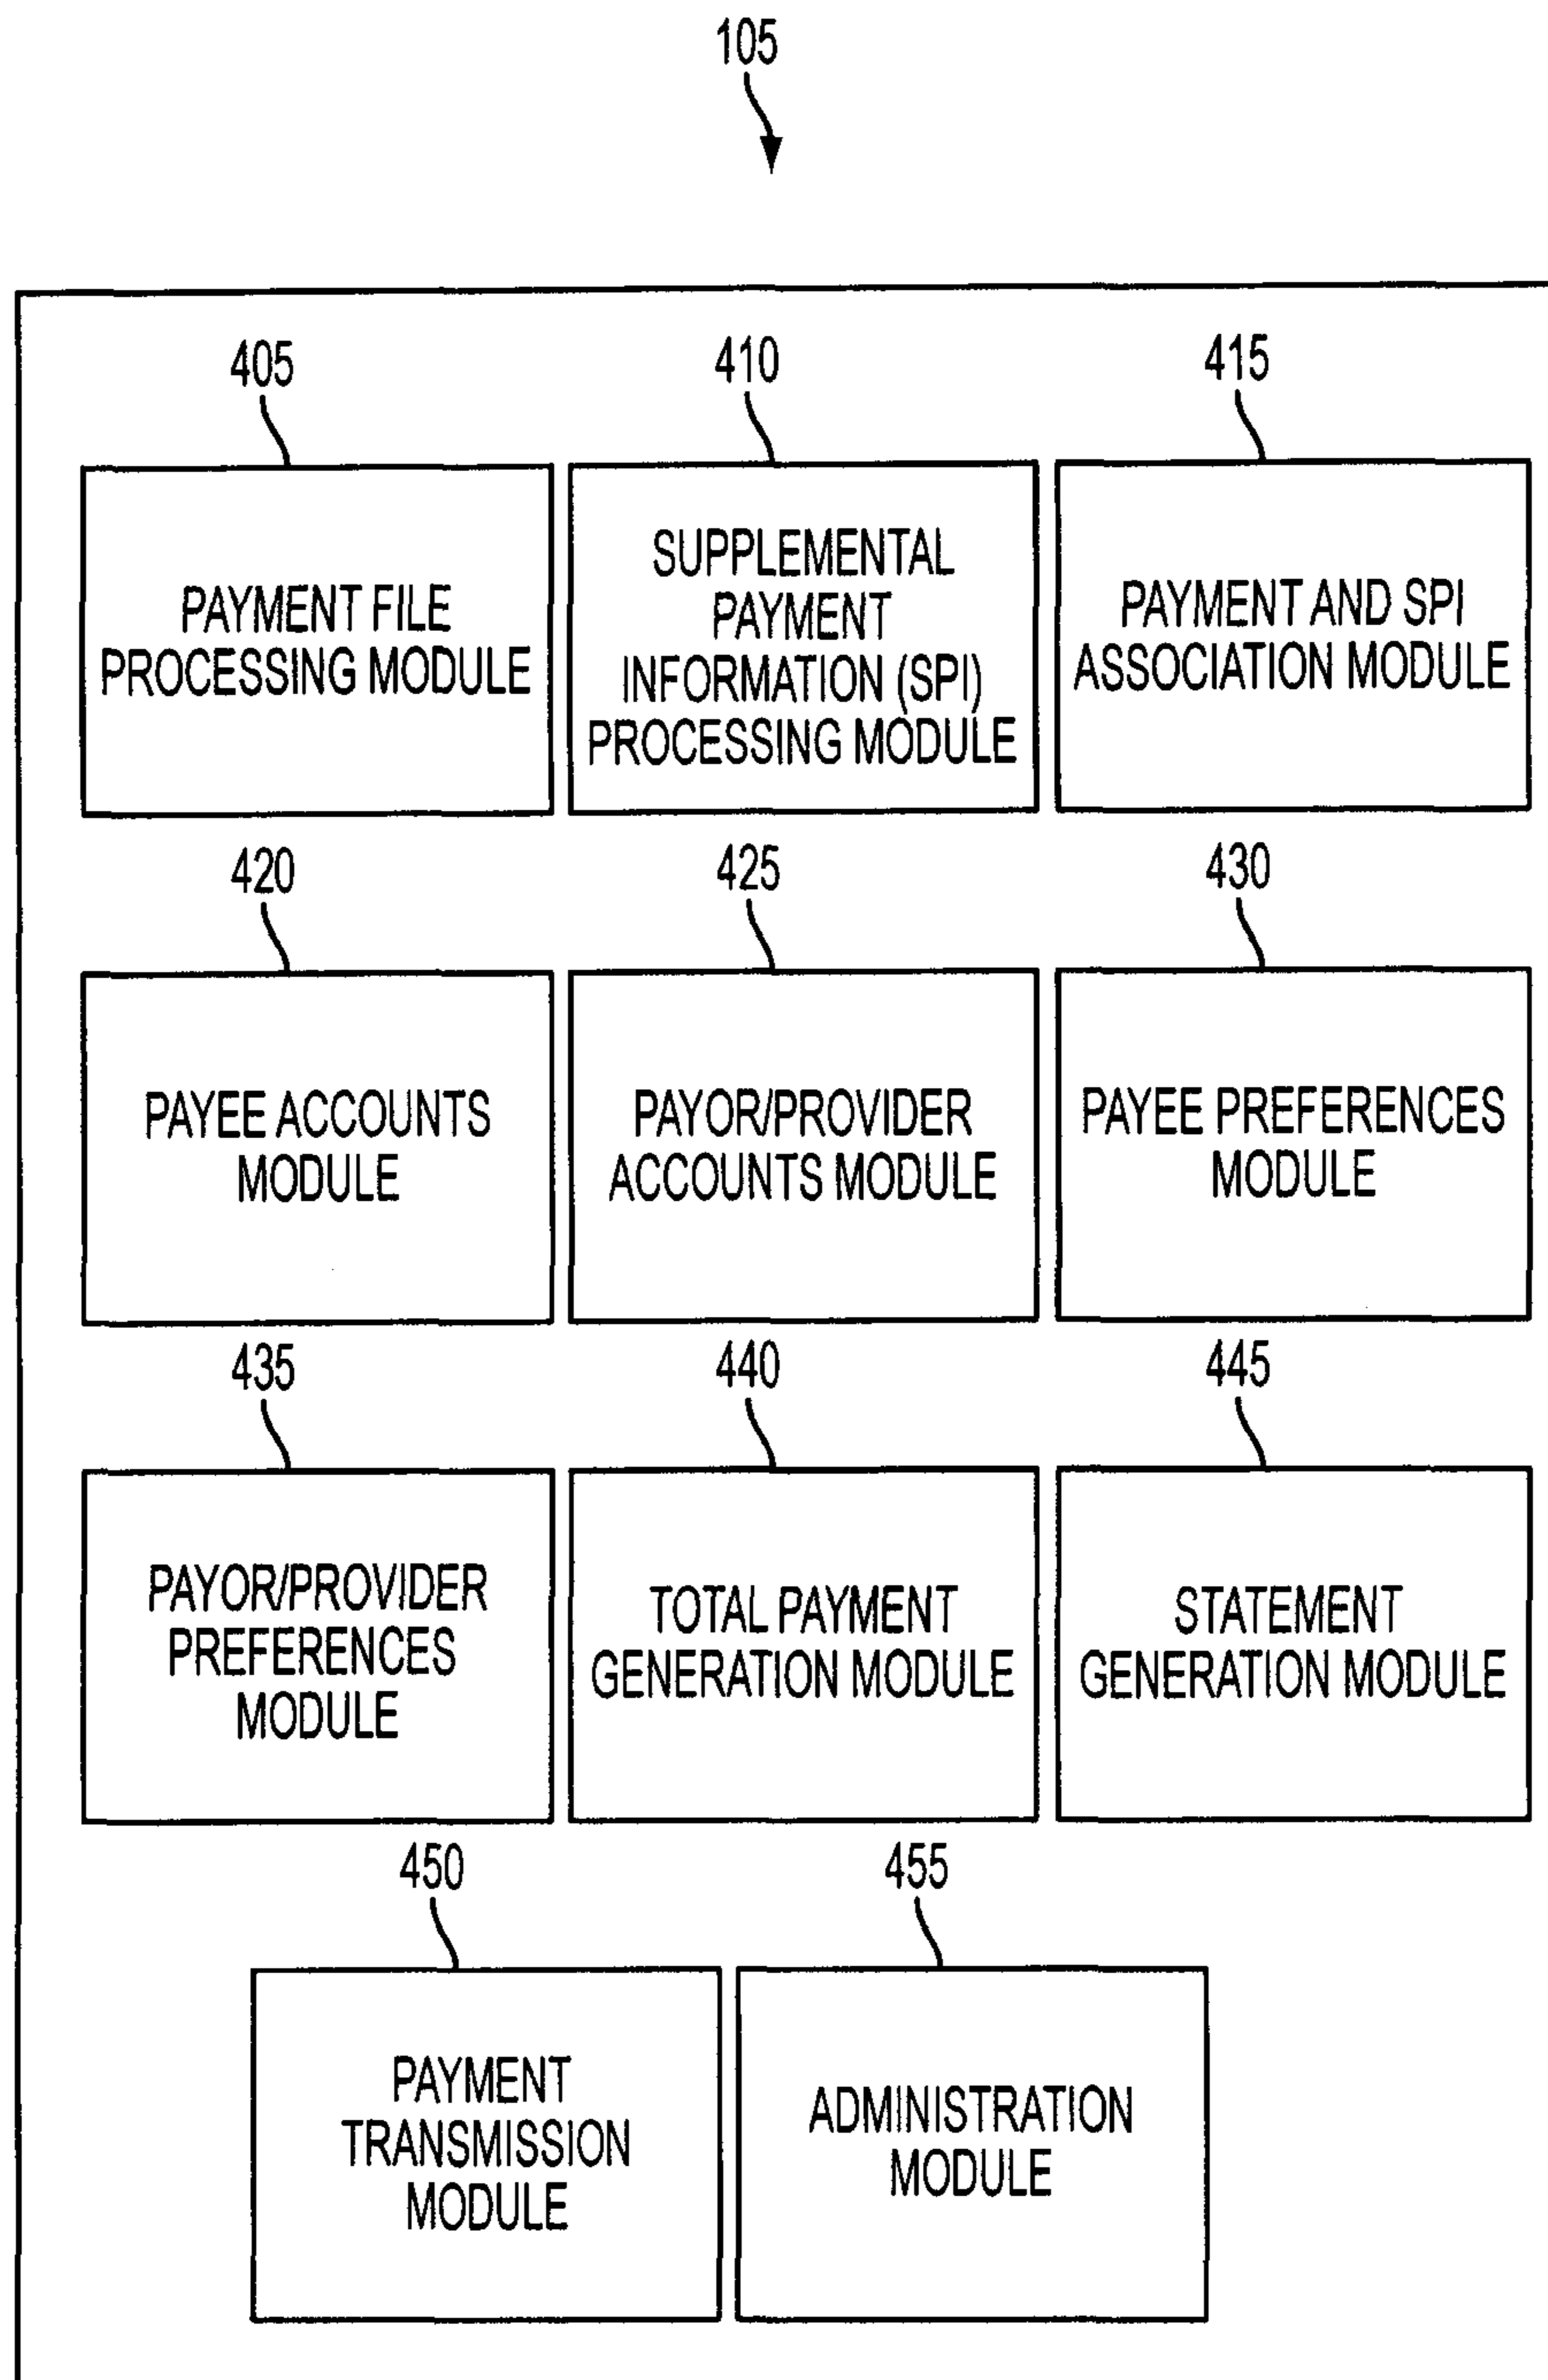 105
405
410
415
PAYMENT FILE
PROCESSING MODULE
SUPPLEMENTAL
PAYMENT
INFORMATION (SPI)
PROCESSING MODULE
PAYMENT AND SPI
ASSOCIATION MODULE
420
425
430
PAYEE ACCOUNTS
MODULE
PAYOR/PROVIDER
ACCOUNTS MODULE
PAYEE PREFERENCES
MODULE
435
440
445
PAYOR/PROVIDER
PREFERENCES
MODULE
TOTAL PAYMENT
GENERATION MODULE
STATEMENT
GENERATION MODULE
450
455
PAYMENT
TRANSMISSION
MODULE
ADMINISTRATION
MODULE